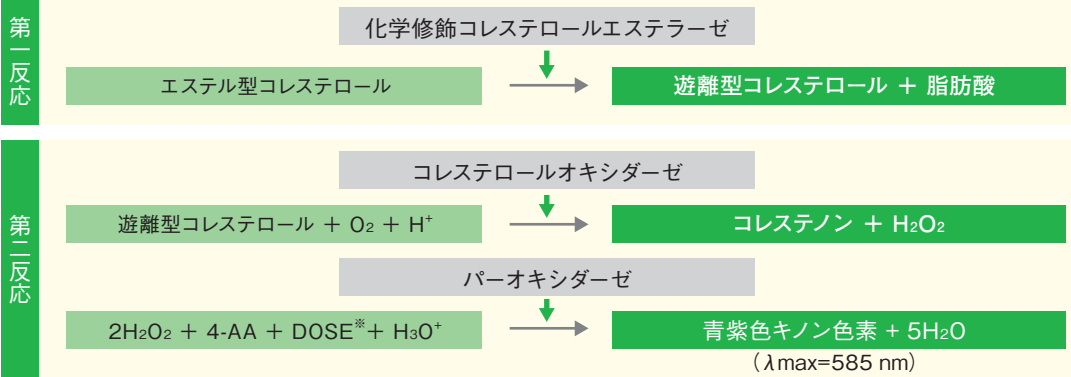 第一反応
化学修飾コレステロールエステラーゼ
エステル型コレステロール
遊離型コレステロール + 脂肪酸
第二反応
コレステロールオキシダーゼ
遊離型コレステロール + O₂ + H⁺
コレステノン + H₂O₂
パーオキシダーゼ
2H₂O₂ + 4-AA + DOSE※+ H₃O⁺
青紫色キノン色素 + 5H₂O
(λmax=585 nm)